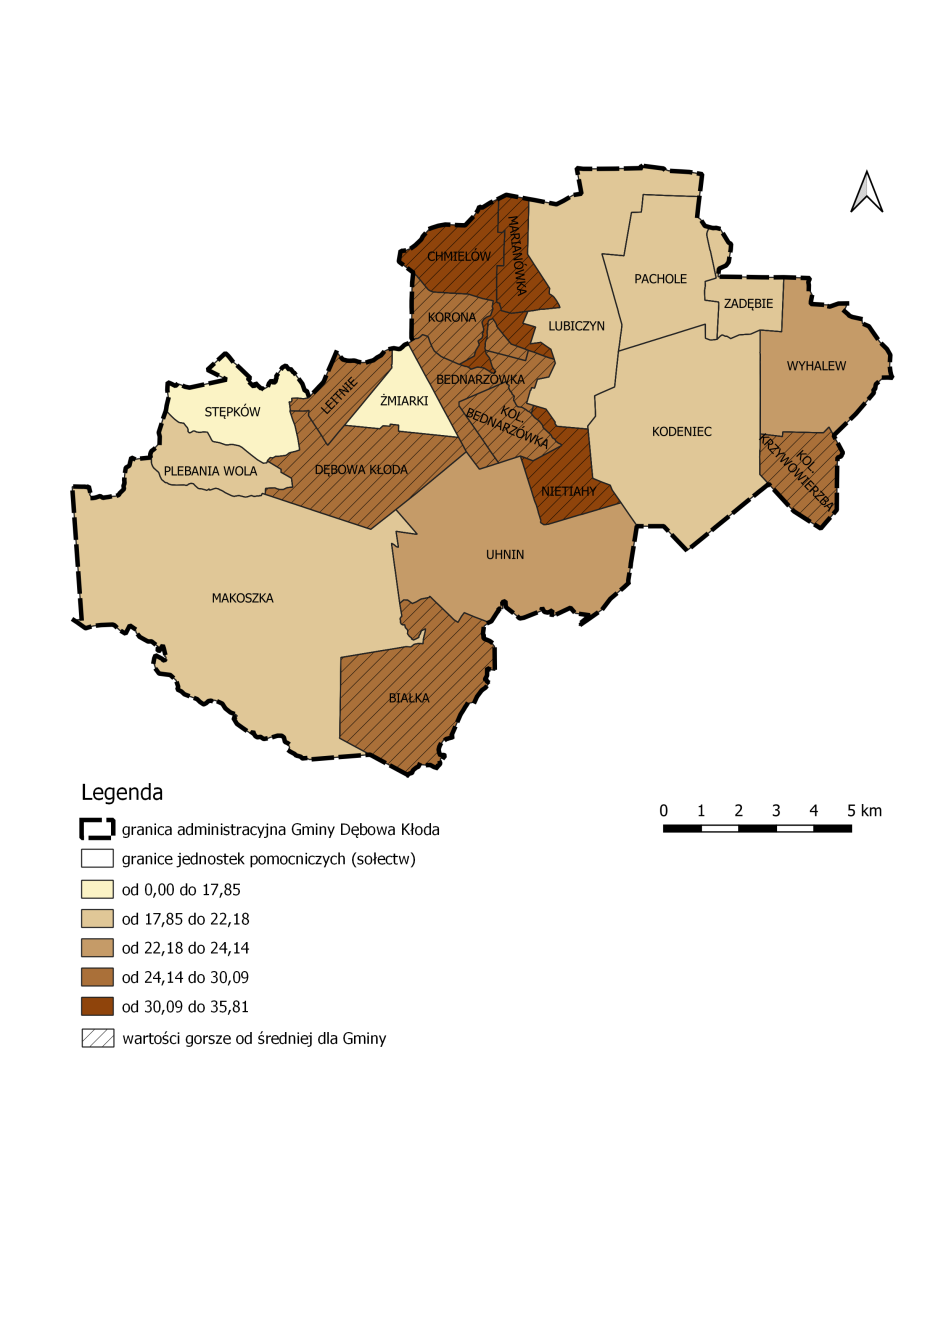 MARIANÓWKA
CHMIELÓW
PACHOLE
ZADĘBIE
KORONA
LUBICZYN
WYHALEW
BEDNARZÓWKA
LEITNIE
ŻMIARKI
STĘPKÓW
KOL.
BEDNARZÓWKA
KODENIEC
KOL.
KRZYWOWIERZBA
PLEBANIA WOLA
DĘBOWA KŁODA
NIETIAHY
UHNIN
MAKOSZKA
BIAŁKA
Legenda
granica administracyjna Gminy Dębowa Kłoda
granice jednostek pomocniczych (sołectw)
od 0,00 do 17,85
od 17,85 do 22,18
od 22,18 do 24,14
od 24,14 do 30,09
od 30,09 do 35,81
wartości gorsze od średniej dla Gminy
0 1 2 3 4 5 km